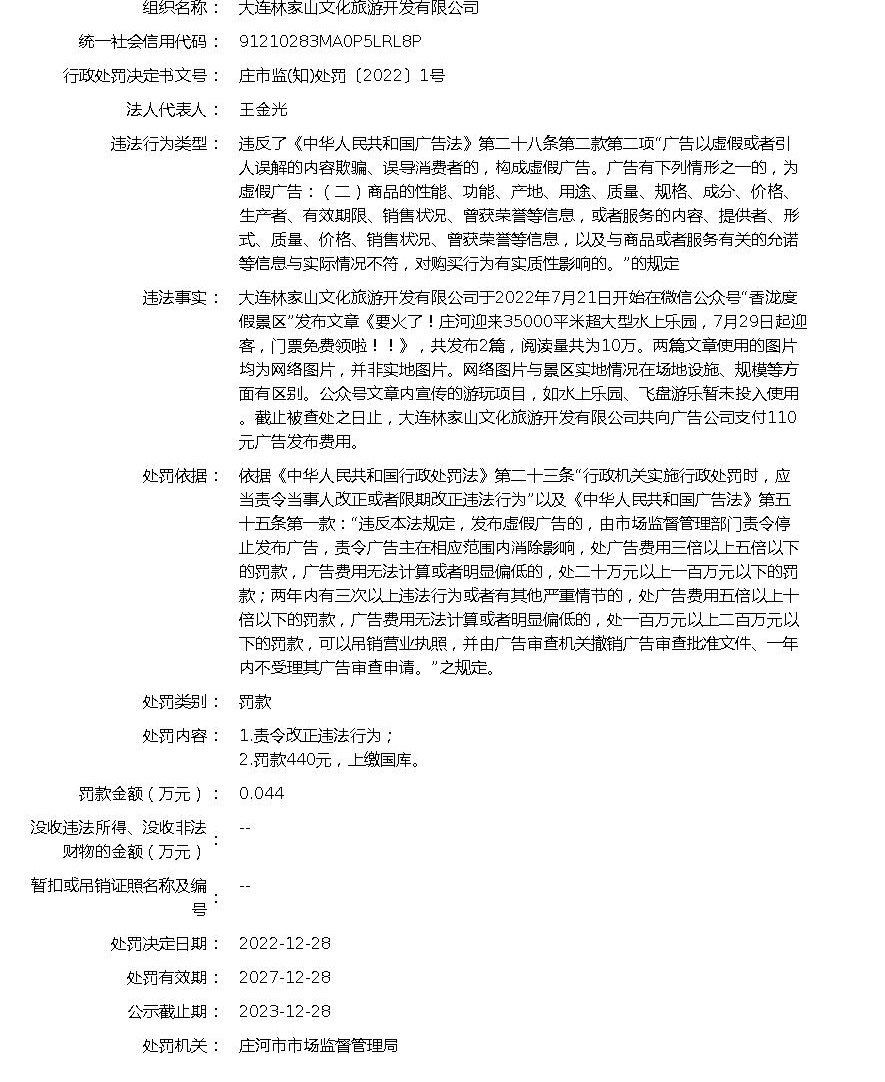 组织名称： 大连林家山文化旅游开发有限公司
统一社会信用代码： 91210283MA0P5LRL8P
行政处罚决定书文号： 庄市监(知)处罚〔2022〕1号
法人代表人： 王金光
违法行为类型： 违反了《中华人民共和国广告法》第二十八条第二款第二项“广告以虚假或者引
人误解的内容欺骗、误导消费者的，构成虚假广告。广告有下列情形之一的，为
虚假广告：（二）商品的性能、功能、产地、用途、质量、规格、成分、价格、
生产者、有效期限、销售状况、曾获荣誉等信息，或者服务的内容、提供者、形
式、质量、价格、销售状况、曾获荣誉等信息，以及与商品或者服务有关的允诺
等信息与实际情况不符，对购买行为有实质性影响的。”的规定
违法事实： 大连林家山文化旅游开发有限公司于2022年7月21日开始在微信公众号“香泷度
假景区”发布文章《要火了！庄河迎来35000平米超大型水上乐园，7月29日起迎
客，门票免费领啦！！》，共发布2篇，阅读量共为10万。两篇文章使用的图片
均为网络图片，并非实地图片。网络图片与景区实地情况在场地设施、规模等方
面有区别。公众号文章内宣传的游玩项目，如水上乐园、飞盘游乐暂未投入使用
。截止被查处之日止，大连林家山文化旅游开发有限公司共向广告公司支付110
元广告发布费用。
处罚依据： 依据《中华人民共和国行政处罚法》第二十三条“行政机关实施行政处罚时，应
当责令当事人改正或者限期改正违法行为”以及《中华人民共和国广告法》第五
十五条第一款：“违反本法规定，发布虚假广告的，由市场监督管理部门责令停
止发布广告，责令广告主在相应范围内消除影响，处广告费用三倍以上五倍以下
的罚款，广告费用无法计算或者明显偏低的，处二十万元以上一百万元以下的罚
款；两年内有三次以上违法行为或者有其他严重情节的，处广告费用五倍以上十
倍以下的罚款，广告费用无法计算或者明显偏低的，处一百万元以上二百万元以
下的罚款，可以吊销营业执照，并由广告审查机关撤销广告审查批准文件、一年
内不受理其广告审查申请。”之规定。
处罚类别： 罚款
处罚内容： 1.责令改正违法行为；
2.罚款440元，上缴国库。
罚款金额（万元）： 0.044
没收违法所得、没收非法
财物的金额（万元）： --
暂扣或吊销证照名称及编
号： --
处罚决定日期： 2022-12-28
处罚有效期： 2027-12-28
公示截止期： 2023-12-28
处罚机关： 庄河市市场监督管理局